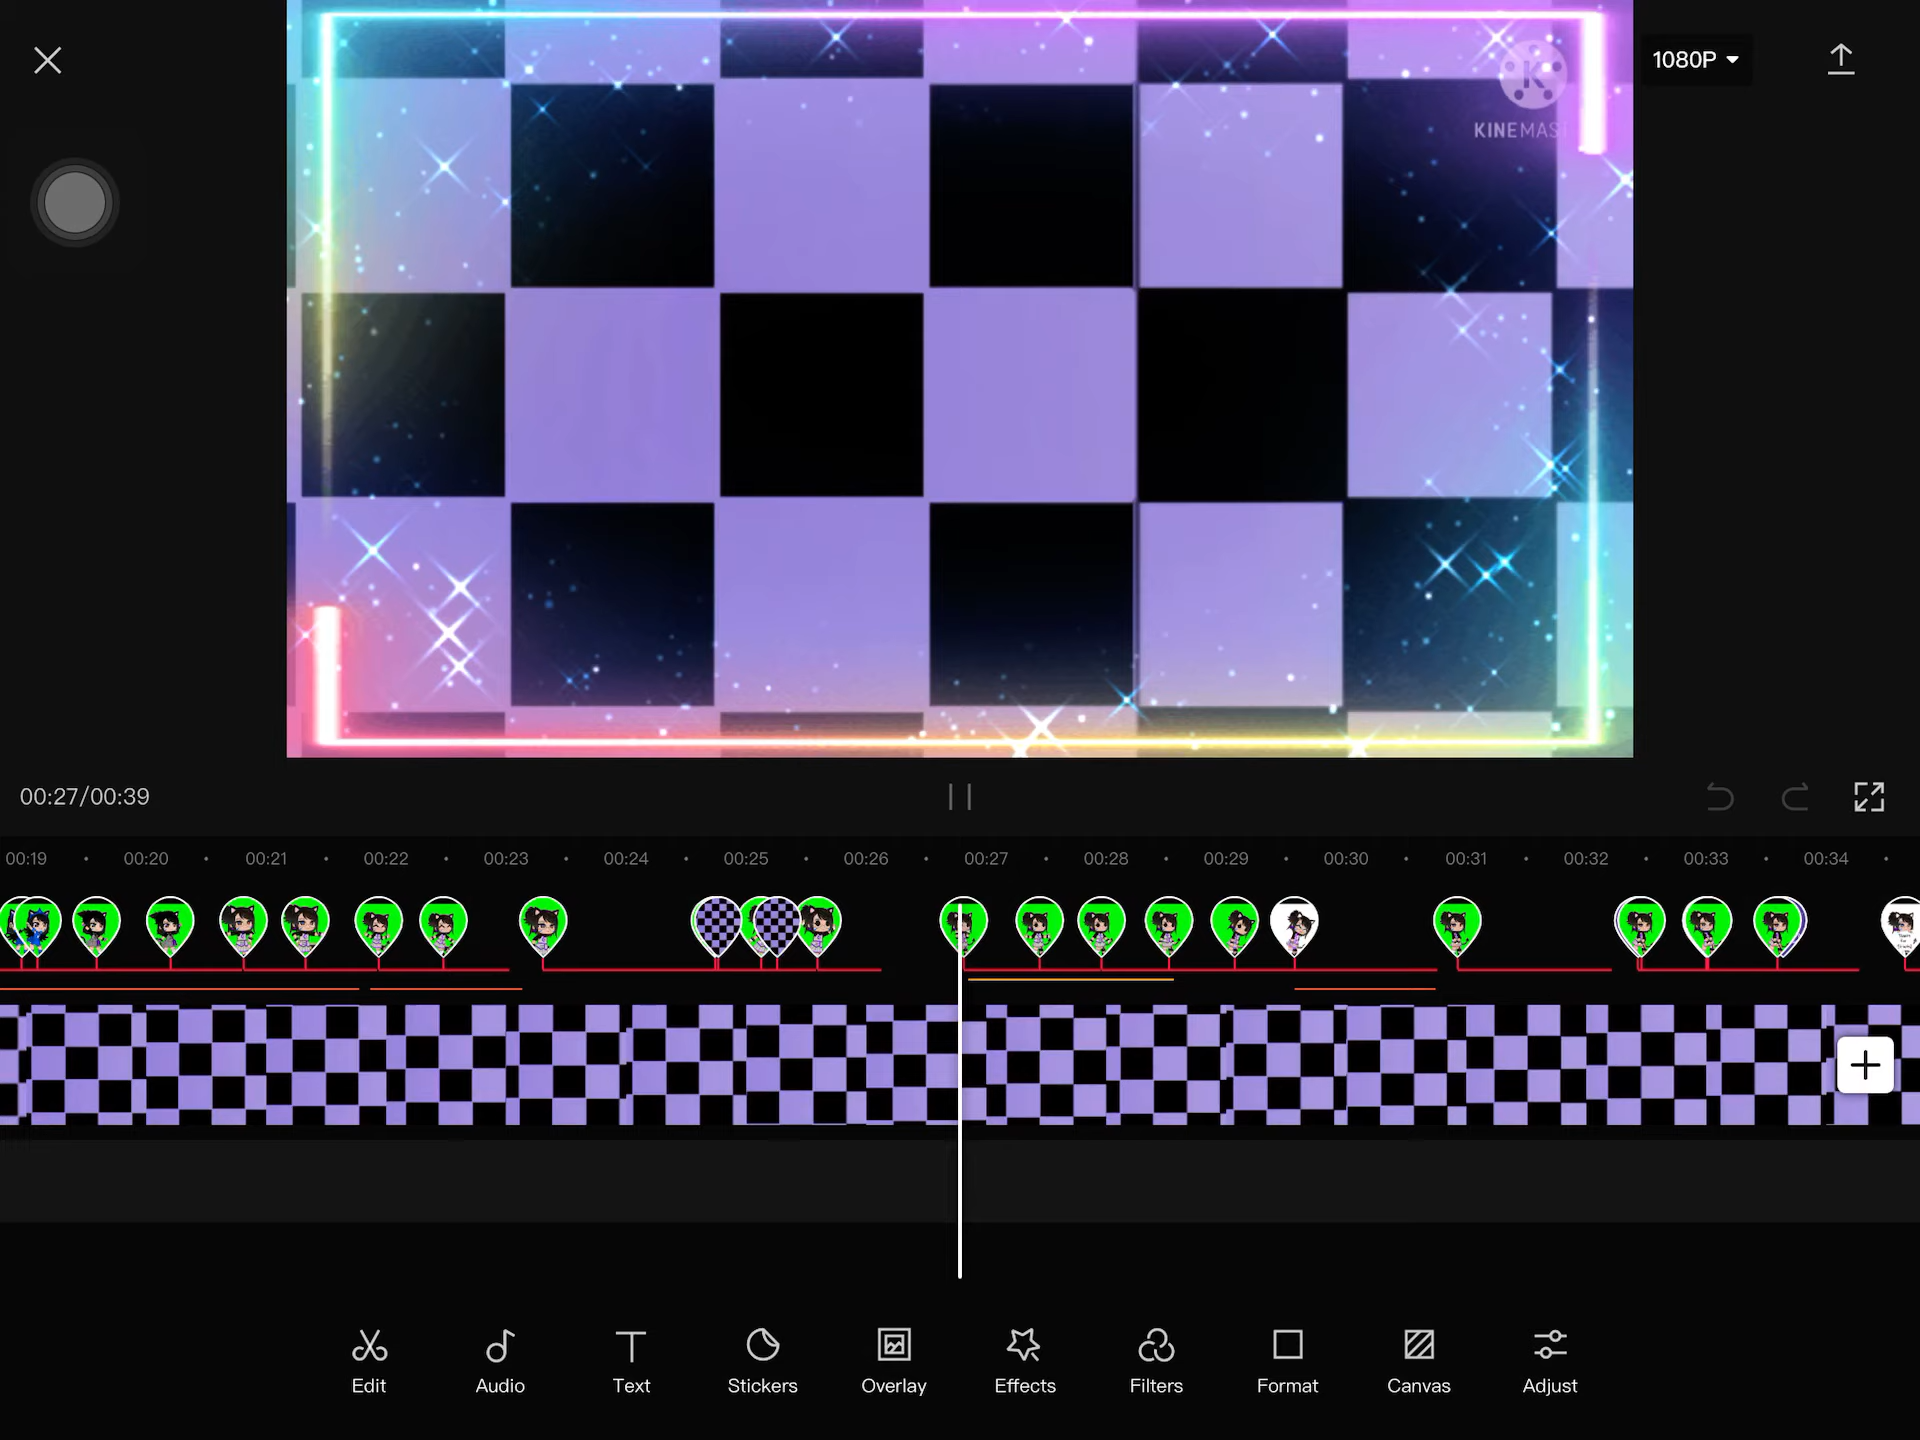 1080P
K
KINEMAS
00:27/00:39
00:19 00:20 00:21 00:22 00:23 00:24 00:25 00:26 00:27 00:28 00:29 00:30 00:31 00:32 00:33 00:34
Edit Audio Text Stickers Overlay Effects Filters Format Canvas Adjust